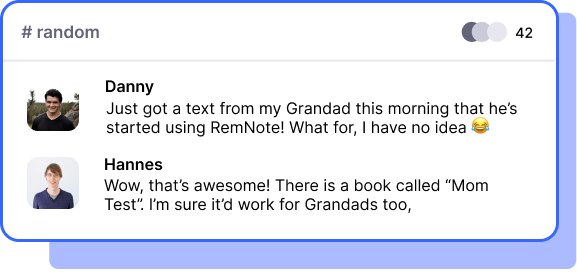 # random
42
Danny
Just got a text from my Grandad this morning that he’s
started using RemNote! What for, I have no idea 😂
Hannes
Wow, that’s awesome! There is a book called “Mom
Test”. I’m sure it’d work for Grandads too,